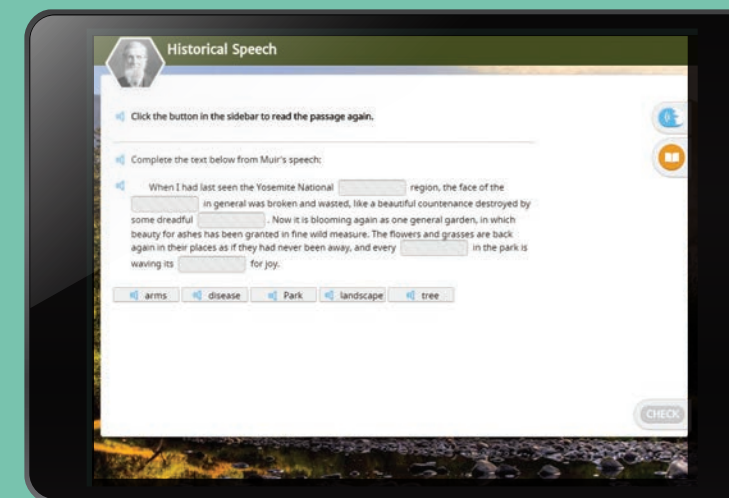 Historical Speech
Click the button in the sidebar to read the passage again.
Complete the text below from Muir's speech:
When I had last seen the Yosemite National region, the face of the
in general was broken and wasted, like a beautiful countenance destroyed by
some dreadful . Now it is blooming again as one general garden, in which
beauty for ashes has been granted in fine wild measure. The flowers and grasses are back
again in their places as if they had never been away, and every in the park is
waving its for joy.
arms disease Park landscape tree
CHECK